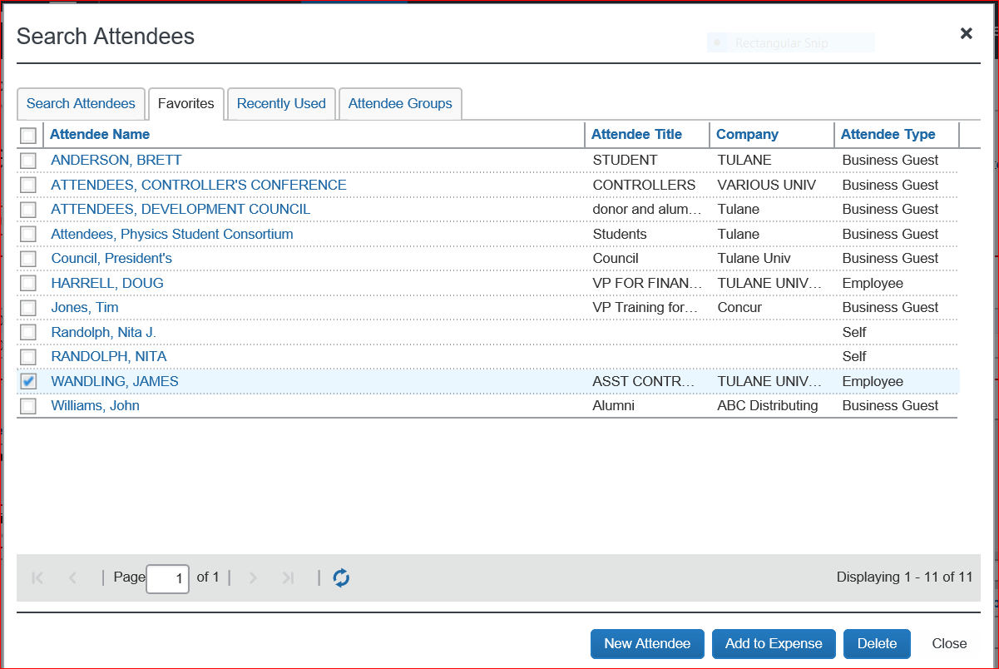 Search Attendees
Rectangular Snip
Search Attendees Favorites Recently Used Attendee Groups
Attendee Name Attendee Title Company Attendee Type
ANDERSON, BRETT STUDENT TULANE Business Guest
ATTENDEES, CONTROLLER'S CONFERENCE CONTROLLERS VARIOUS UNIV Business Guest
ATTENDEES, DEVELOPMENT COUNCIL donor and alum... Tulane Business Guest
Attendees, Physics Student Consortium Students Tulane Business Guest
Council, President's Council Tulane Univ Business Guest
HARRELL, DOUG VP FOR FINAN... TULANE UNIV... Employee
Jones, Tim VP Training for... Concur Business Guest
Randolph, Nita J. Self
RANDOLPH, NITA Self
WANDLING, JAMES ASST CONTR... TULANE UNIV... Employee
Williams, John Alumni ABC Distributing Business Guest
| Page 1 of 1 | | Displaying 1 - 11 of 11
New Attendee Add to Expense Delete Close